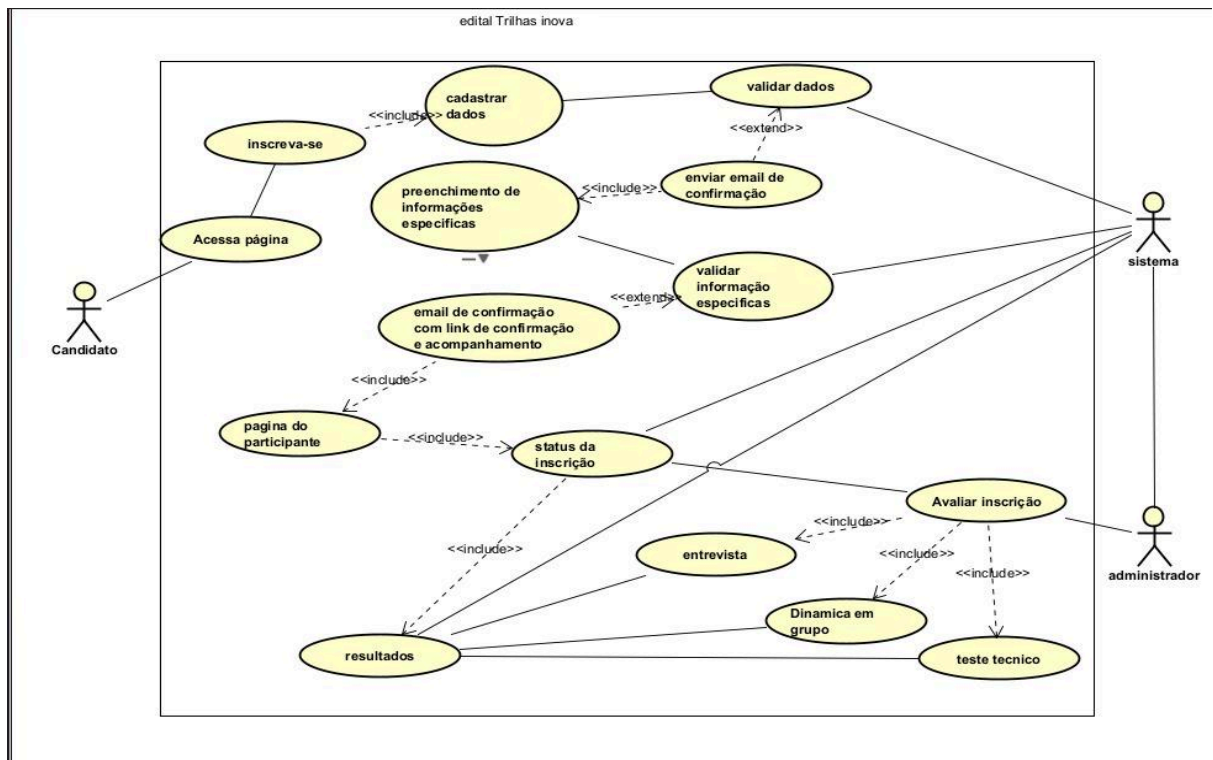 edital Trilhas inova
cadastrar
dados
validar dados
<<include>>
<<extend>>
inscreva-se
preenchimento de
informações
especificas
<<include>>
enviar email de
confirmação
Acessa página
validar
informação
especificas
sistema
Candidato
email de confirmação
com link de confirmação
e acompanhamento
<<extend>>
<<include>>
pagina do
participante
<<include>>
status da
inscrição
Avaliar inscrição
<<include>>
<<include>>
entrevista
<<include>>
<<include>>
administrador
Dinamica em
grupo
resultados
teste tecnico